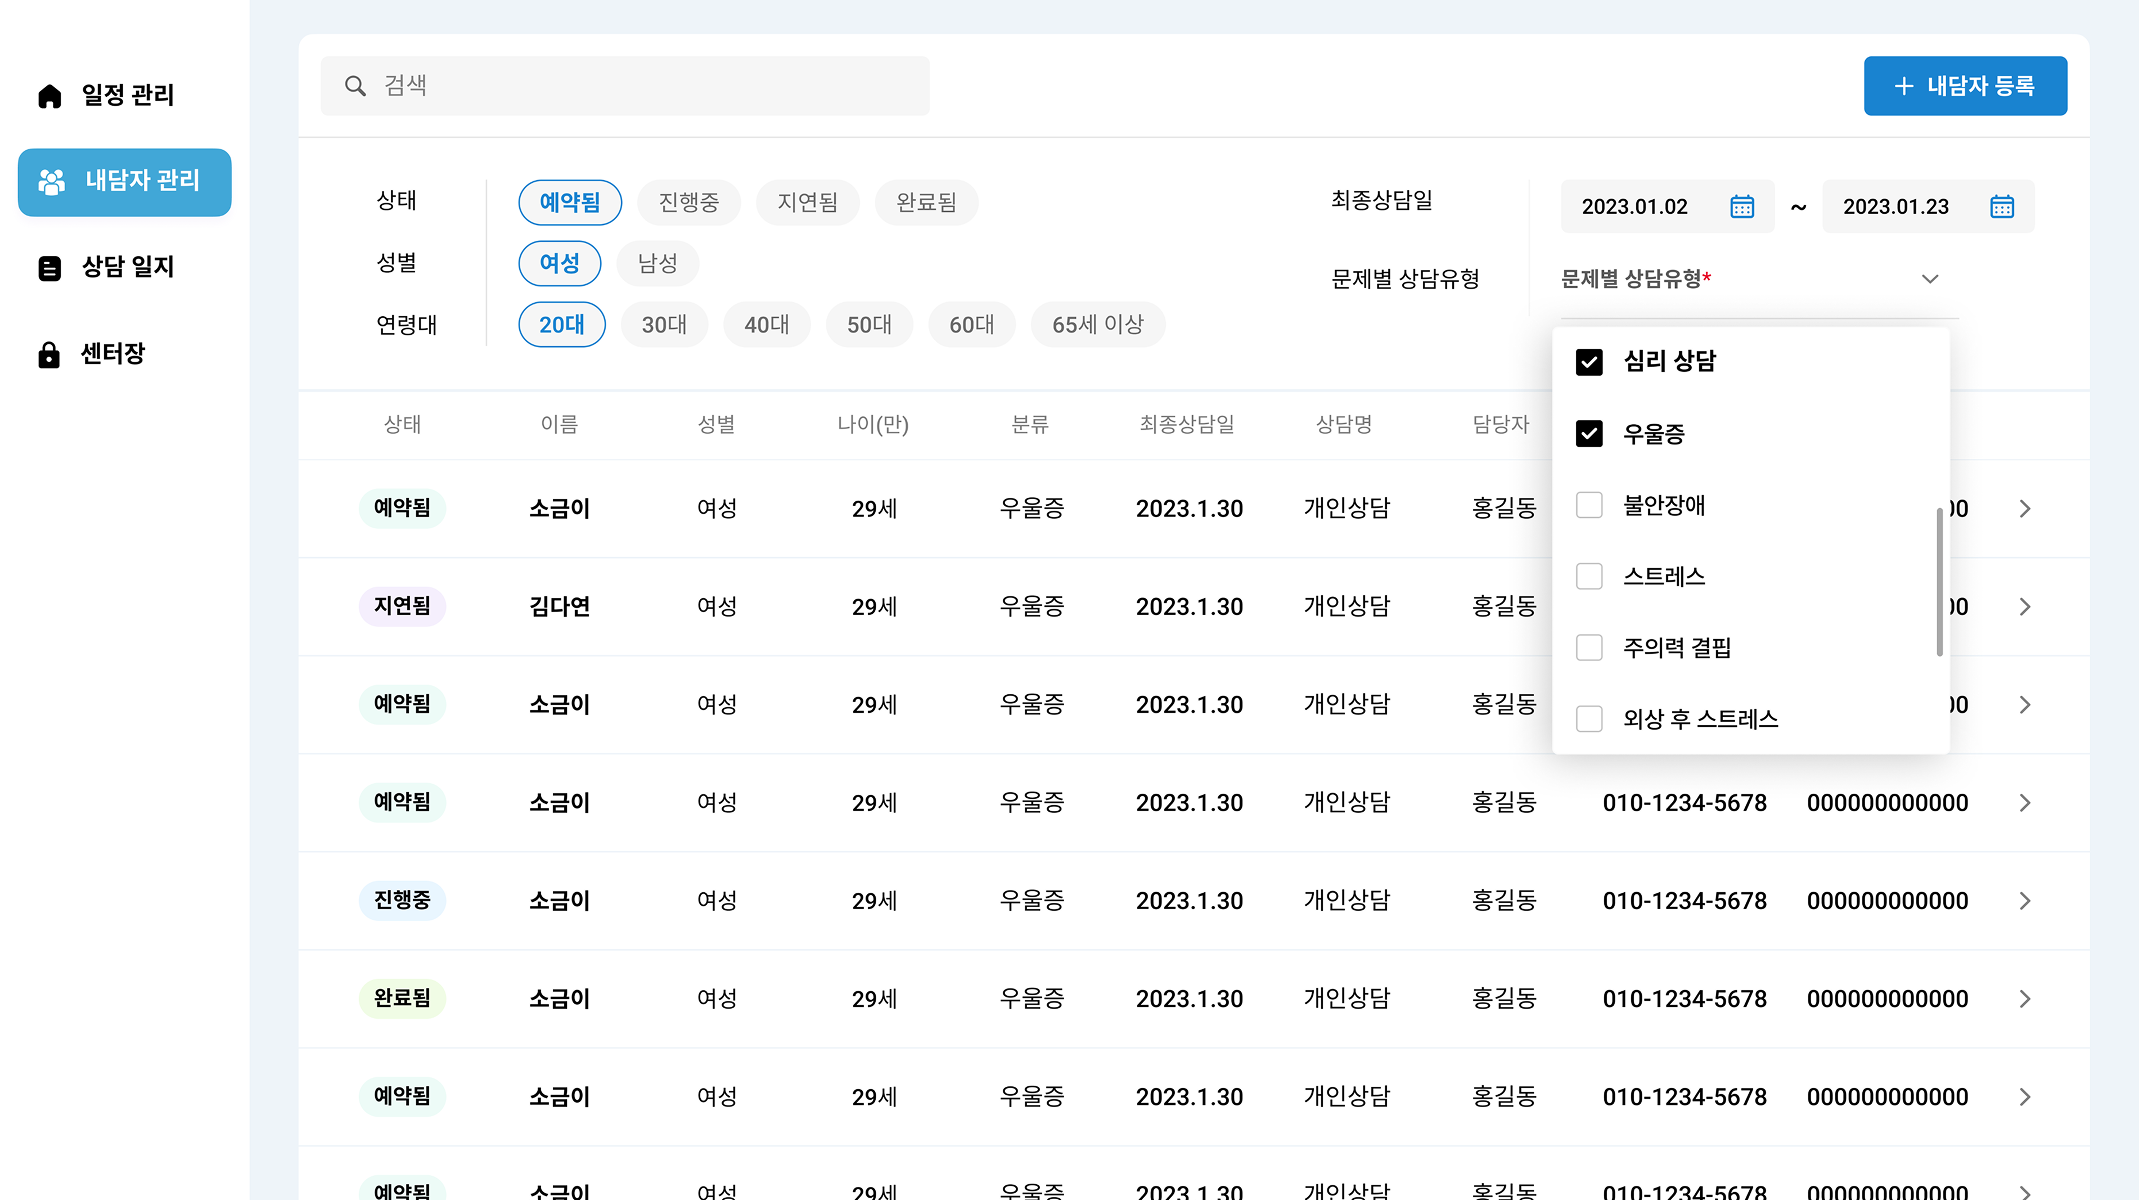 일정 관리
내담자 관리
상담 일지
센터장
검색
+ 내담자 등록
상태
예약됨 진행중 지연됨 완료됨
성별
여성 남성
연령대
20대 30대 40대 50대 60대 65세 이상
최종상담일
2023.01.02 ~ 2023.01.23
문제별 상담유형
문제별 상담유형*
심리 상담
우울증
불안장애
스트레스
주의력 결핍
외상 후 스트레스
상태 이름 성별 나이(만) 분류 최종상담일 상담명 담당자
예약됨 소금이 여성 29세 우울증 2023.1.30 개인상담 홍길동
지연됨 김다연 여성 29세 우울증 2023.1.30 개인상담 홍길동
예약됨 소금이 여성 29세 우울증 2023.1.30 개인상담 홍길동
예약됨 소금이 여성 29세 우울증 2023.1.30 개인상담 홍길동 010-1234-5678 000000000000
진행중 소금이 여성 29세 우울증 2023.1.30 개인상담 홍길동 010-1234-5678 000000000000
완료됨 소금이 여성 29세 우울증 2023.1.30 개인상담 홍길동 010-1234-5678 000000000000
예약됨 소금이 여성 29세 우울증 2023.1.30 개인상담 홍길동 010-1234-5678 000000000000
예약됨 소금이 여성 29세 우울증 2023.1.30 개인상담 홍길동 010-1234-5678 000000000000